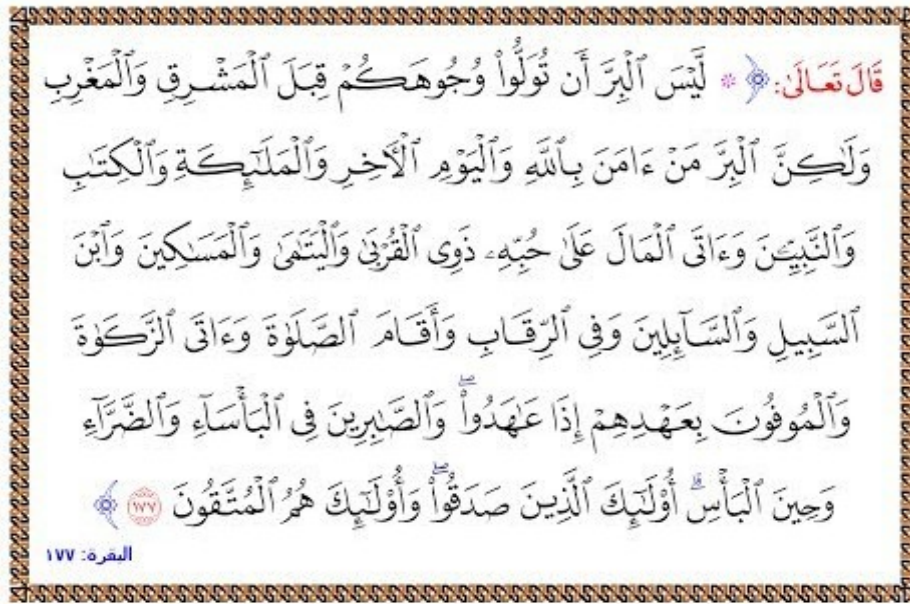 قَالَ تَعَالَىٰ: ﴿ ۞ لَّيْسَ ٱلْبِرَّ أَن تُوَلُّوا۟ وُجُوهَكُمْ قِبَلَ ٱلْمَشْرِقِ وَٱلْمَغْرِبِ
وَلَٰكِنَّ ٱلْبِرَّ مَنْ ءَامَنَ بِٱللَّهِ وَٱلْيَوْمِ ٱلْءَاخِرِ وَٱلْمَلَٰٓئِكَةِ وَٱلْكِتَٰبِ
وَٱلنَّبِيِّـۧنَ وَءَاتَى ٱلْمَالَ عَلَىٰ حُبِّهِۦ ذَوِى ٱلْقُرْبَىٰ وَٱلْيَتَٰمَىٰ وَٱلْمَسَٰكِينَ وَٱبْنَ
ٱلسَّبِيلِ وَٱلسَّآئِلِينَ وَفِى ٱلرِّقَابِ وَأَقَامَ ٱلصَّلَوٰةَ وَءَاتَى ٱلزَّكَوٰةَ
وَٱلْمُوفُونَ بِعَهْدِهِمْ إِذَا عَٰهَدُوا۟ ۖ وَٱلصَّٰبِرِينَ فِى ٱلْبَأْسَآءِ وَٱلضَّرَّآءِ
وَحِينَ ٱلْبَأْسِ ۗ أُو۟لَٰٓئِكَ ٱلَّذِينَ صَدَقُوا۟ ۖ وَأُو۟لَٰٓئِكَ هُمُ ٱلْمُتَّقُونَ ١٧٧ ﴾
البقرة: ١٧٧